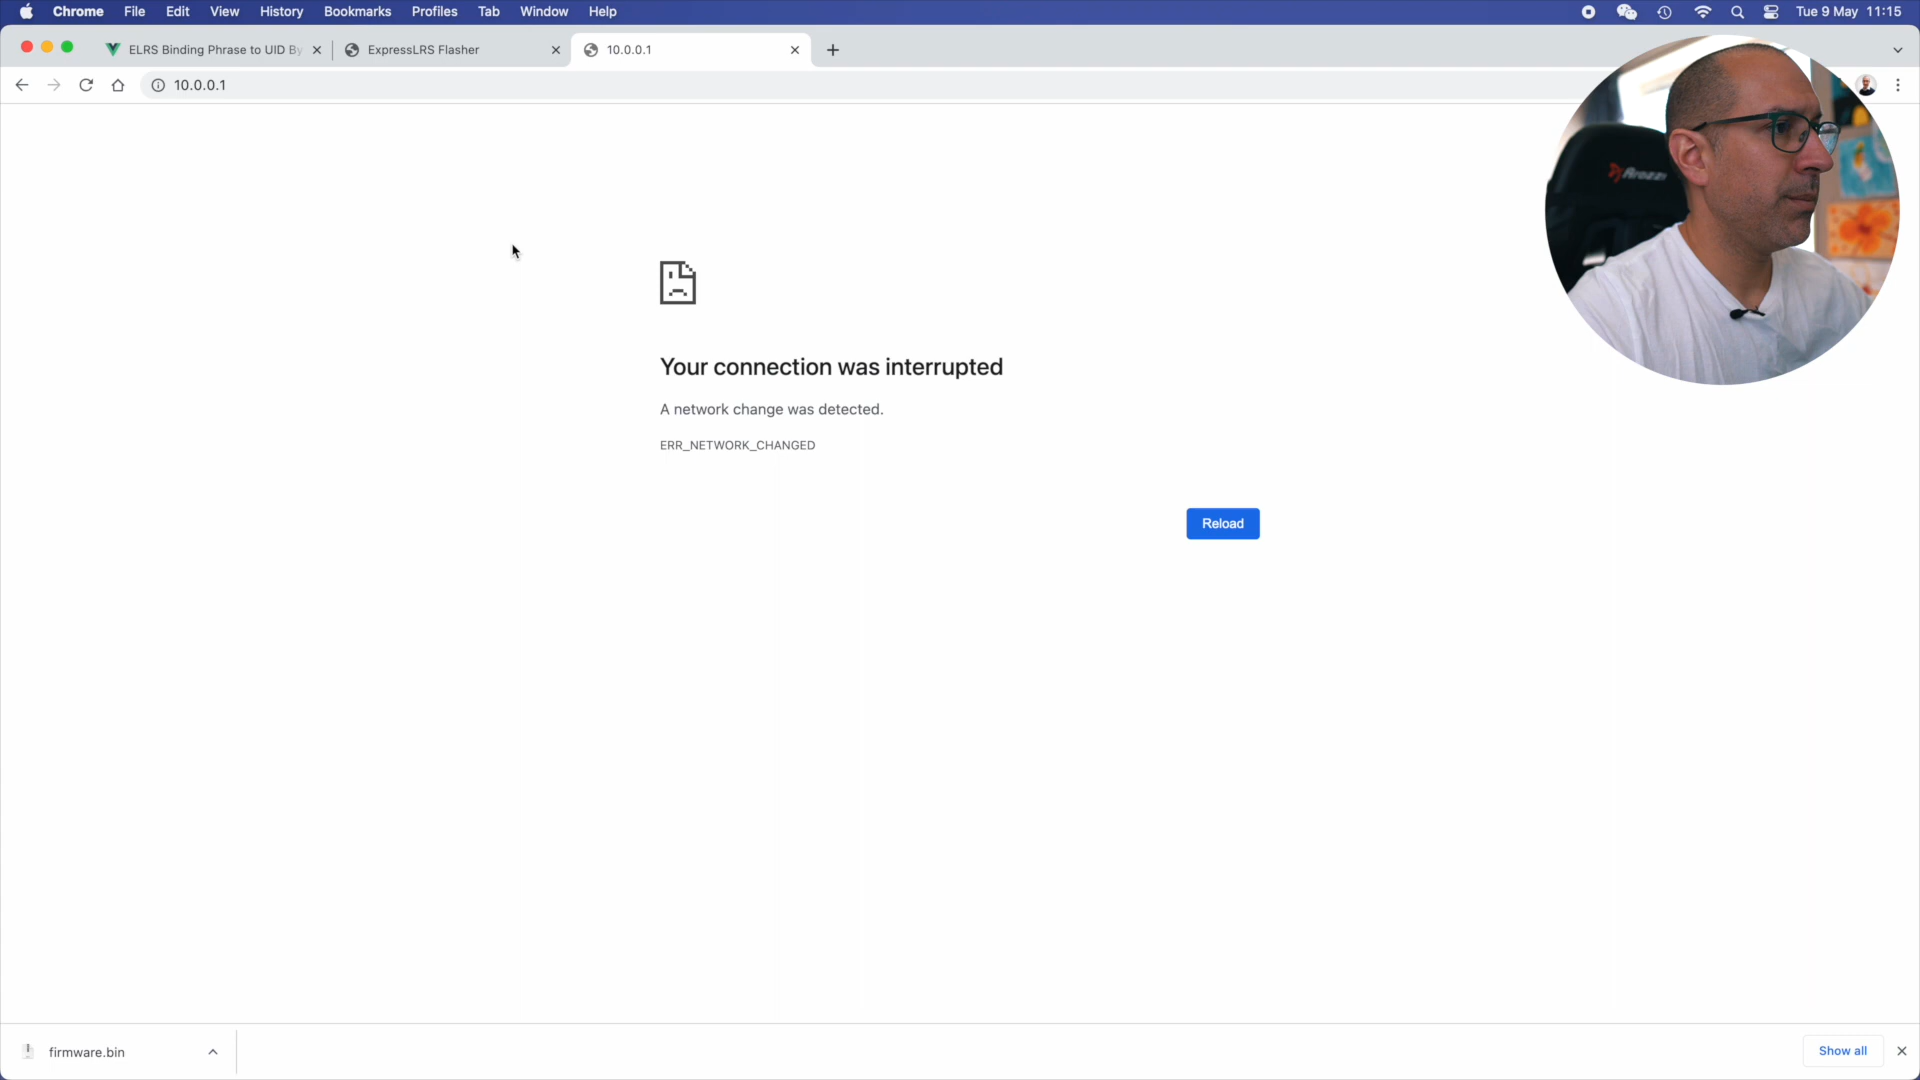 Chrome File Edit View History Bookmarks Profiles Tab Window Help Tue 9 May 11:15
ELRS Binding Phrase to UID By ExpressLRS Flasher 10.0.0.1
10.0.0.1
Arozzi
Your connection was interrupted
A network change was detected.
ERR_NETWORK_CHANGED
Reload
firmware.bin Show all